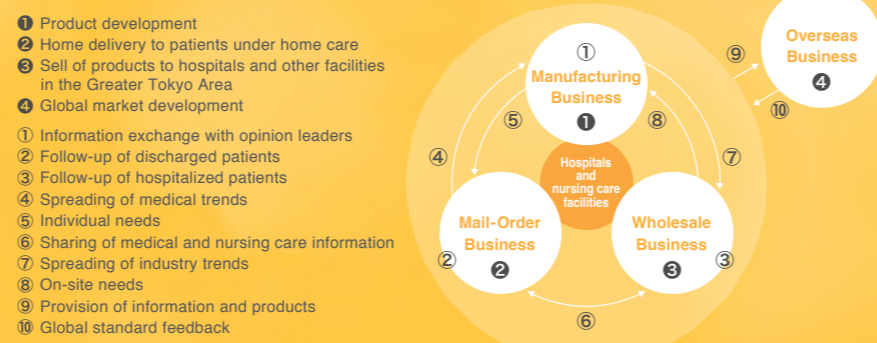 ❶ Product development
❷ Home delivery to patients under home care
❸ Sell of products to hospitals and other facilities
in the Greater Tokyo Area
❹ Global market development
① Information exchange with opinion leaders
② Follow-up of discharged patients
③ Follow-up of hospitalized patients
④ Spreading of medical trends
⑤ Individual needs
⑥ Sharing of medical and nursing care information
⑦ Spreading of industry trends
⑧ On-site needs
⑨ Provision of information and products
⑩ Global standard feedback
①
Manufacturing
Business
❶
Overseas
Business
❹
⑨
⑩
④
⑤
⑧
⑦
Hospitals
and
nursing care
facilities
Mail-Order
Business
②
❷
Wholesale
Business
③
❸
⑥